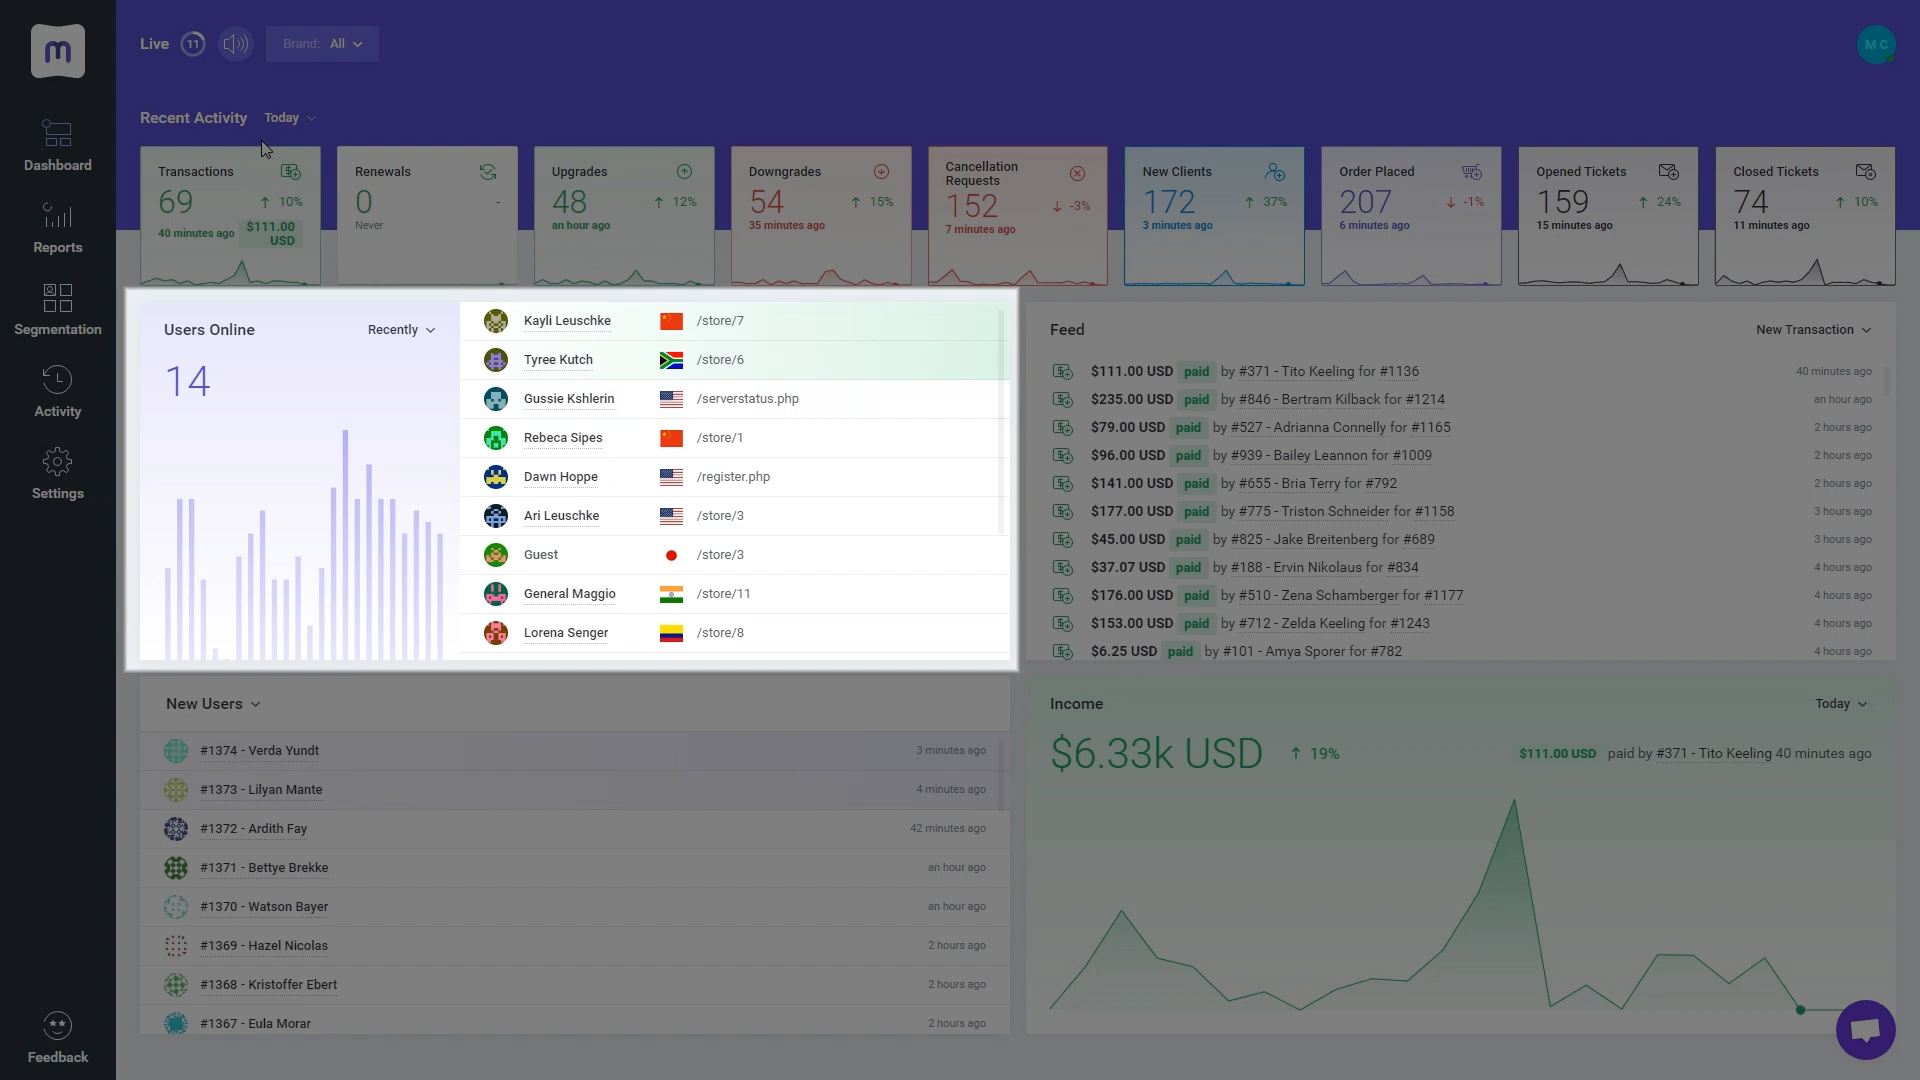 m
Live 11 Brand: All
M C
Dashboard
Reports
Segmentation
Activity
Settings
Feedback
Recent Activity Today
Transactions
69
10%
40 minutes ago
$111.00
USD
Renewals
0
-
Never
Upgrades
48
12%
an hour ago
Downgrades
54
15%
35 minutes ago
Cancellation
Requests
152
-3%
7 minutes ago
New Clients
172
37%
3 minutes ago
Order Placed
207
-1%
6 minutes ago
Opened Tickets
159
24%
15 minutes ago
Closed Tickets
74
10%
11 minutes ago
Users Online Recently
14
Kayli Leuschke /store/7
Tyree Kutch /store/6
Gussie Kshlerin /serverstatus.php
Rebeca Sipes /store/1
Dawn Hoppe /register.php
Ari Leuschke /store/3
Guest /store/3
General Maggio /store/11
Lorena Senger /store/8
Feed New Transaction
$111.00 USD paid by #371 - Tito Keeling for #1136 40 minutes ago
$235.00 USD paid by #846 - Bertram Kilback for #1214 an hour ago
$79.00 USD paid by #527 - Adrianna Connelly for #1165 2 hours ago
$96.00 USD paid by #939 - Bailey Leannon for #1009 2 hours ago
$141.00 USD paid by #655 - Bria Terry for #792 2 hours ago
$177.00 USD paid by #775 - Triston Schneider for #1158 3 hours ago
$45.00 USD paid by #825 - Jake Breitenberg for #689 3 hours ago
$37.07 USD paid by #188 - Ervin Nikolaus for #834 4 hours ago
$176.00 USD paid by #510 - Zena Schamberger for #1177 4 hours ago
$153.00 USD paid by #712 - Zelda Keeling for #1243 4 hours ago
$6.25 USD paid by #101 - Amya Sporer for #782 4 hours ago
New Users
#1374 - Verda Yundt 3 minutes ago
#1373 - Lilyan Mante 4 minutes ago
#1372 - Ardith Fay 42 minutes ago
#1371 - Bettye Brekke an hour ago
#1370 - Watson Bayer an hour ago
#1369 - Hazel Nicolas 2 hours ago
#1368 - Kristoffer Ebert 2 hours ago
#1367 - Eula Morar 2 hours ago
Income Today
$6.33k USD 19% $111.00 USD paid by #371 - Tito Keeling 40 minutes ago